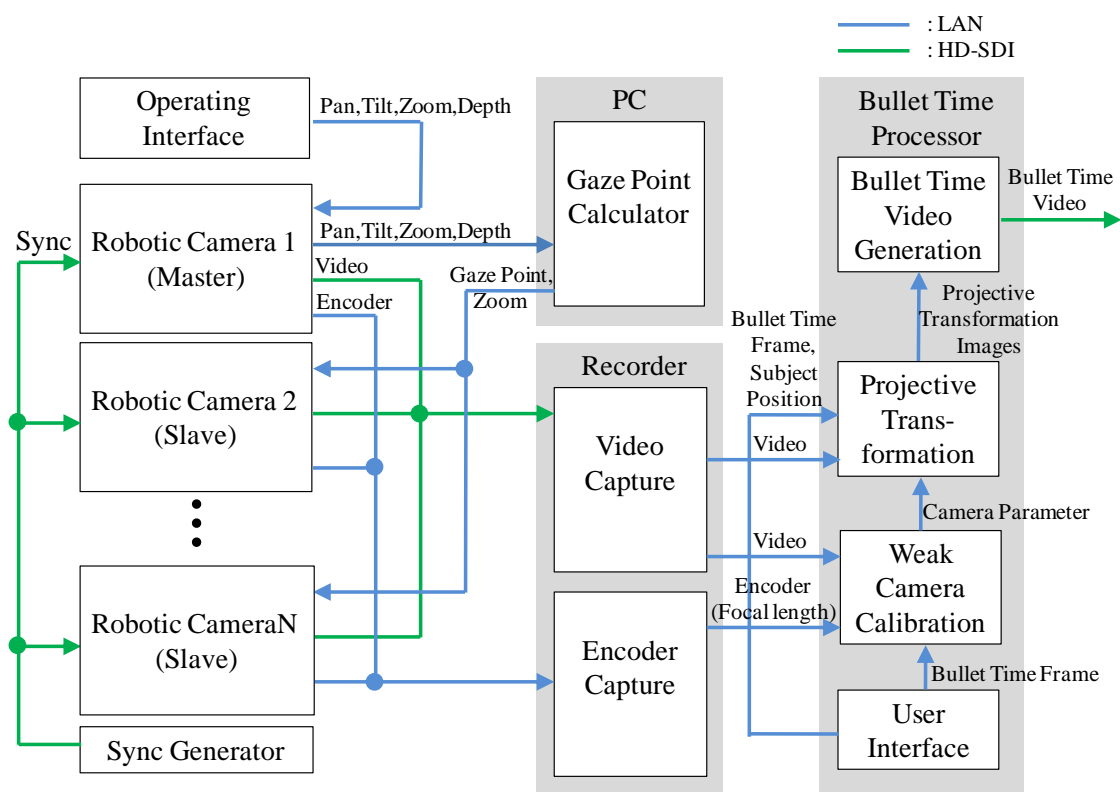 : LAN
: HD-SDI
Operating
Interface
Pan,Tilt,Zoom,Depth
PC
Bullet Time
Processor
Sync
Robotic Camera 1
(Master)
Pan,Tilt,Zoom,Depth
Video
Encoder
Gaze Point
Calculator
Gaze Point,
Zoom
Bullet Time
Video
Generation
Bullet Time
Video
Projective
Transformation
Images
Bullet Time
Frame,
Subject
Position
Robotic Camera 2
(Slave)
Recorder
Video
Capture
Video
Projective
Trans-
formation
Camera Parameter
Video
Weak
Camera
Calibration
Encoder
(Focal length)
Robotic CameraN
(Slave)
Encoder
Capture
Bullet Time Frame
User
Interface
Sync Generator